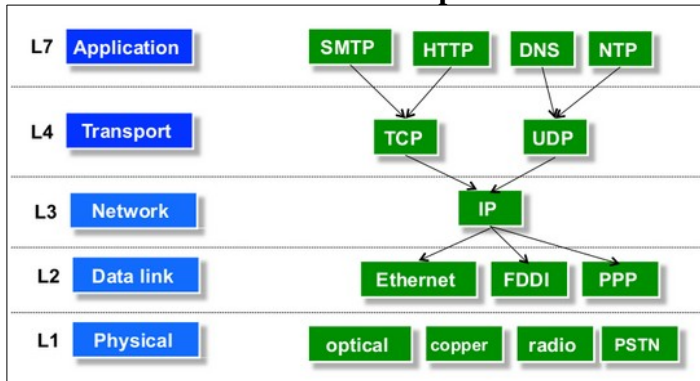 L7 Application SMTP HTTP DNS NTP
L4 Transport TCP UDP
L3 Network IP
L2 Data link Ethernet FDDI PPP
L1 Physical optical copper radio PSTN